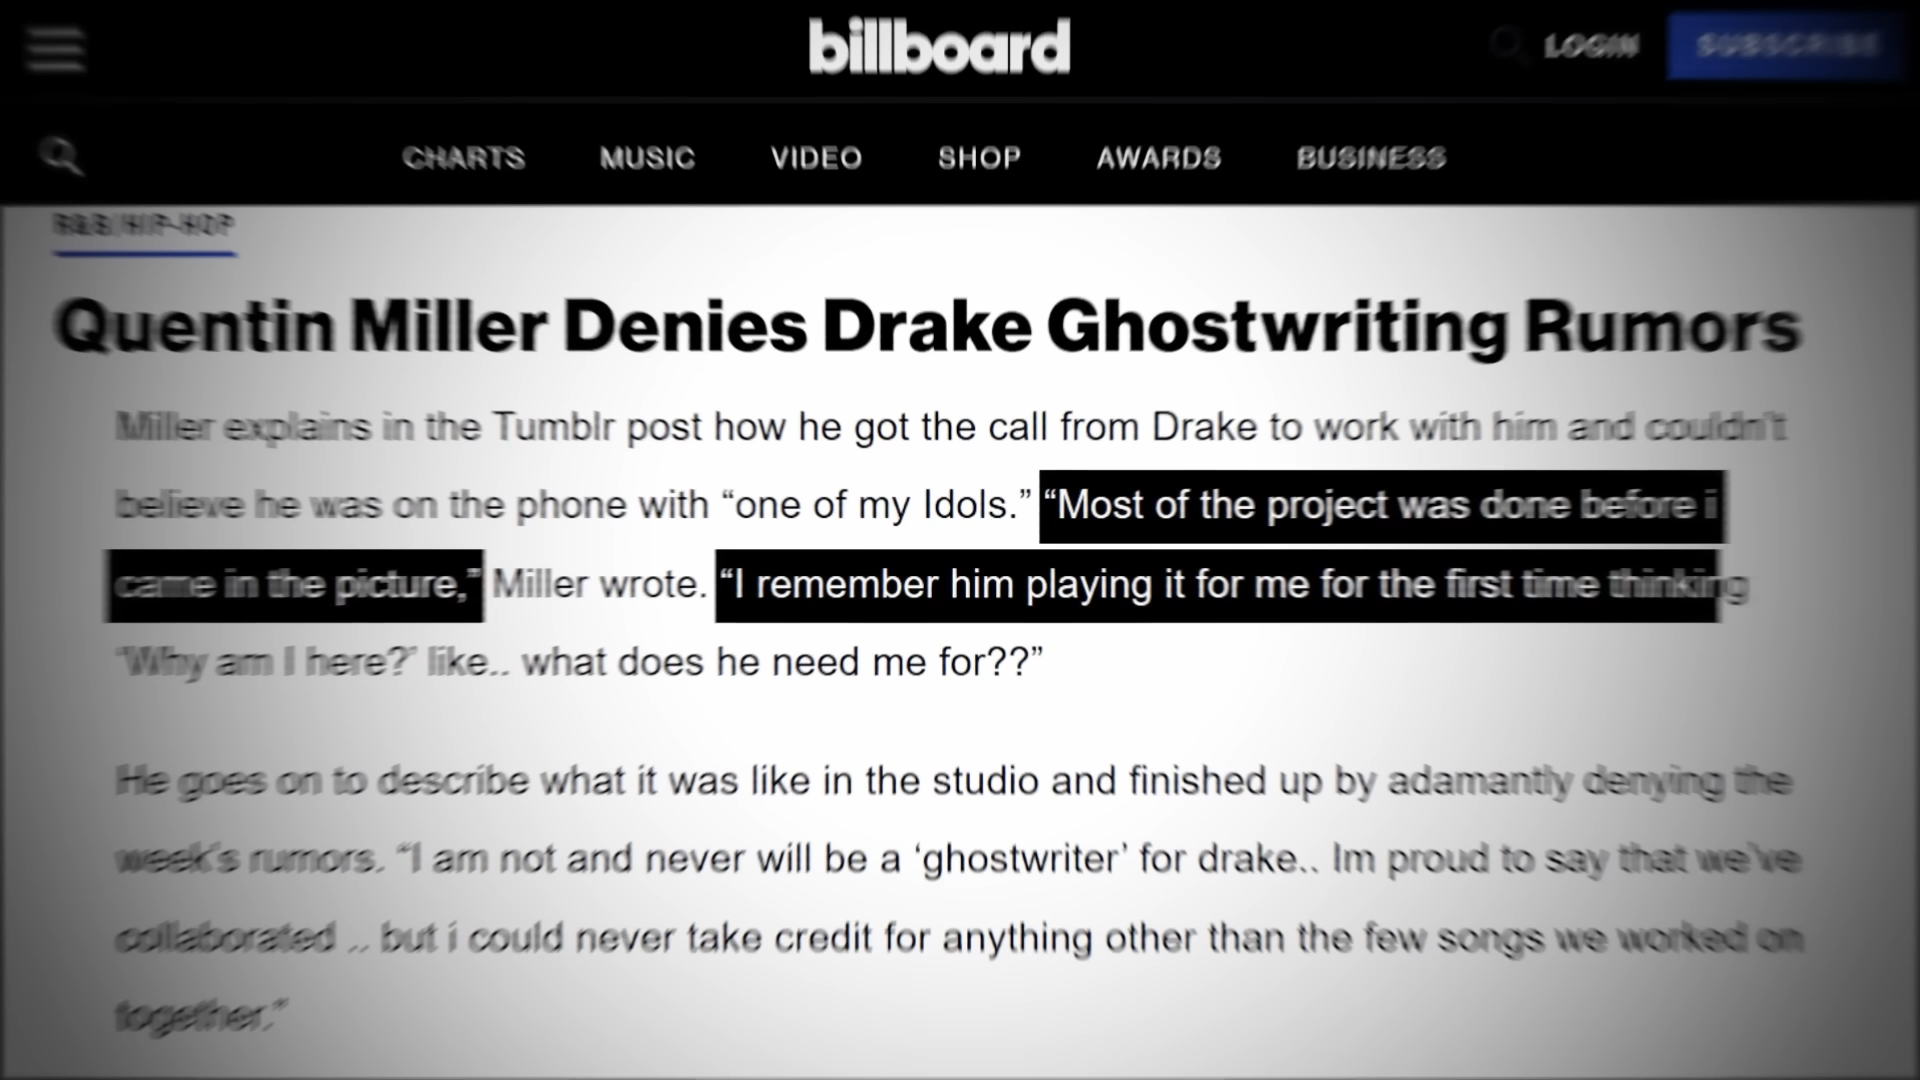 billboard
LOGIN
SUBSCRIBE
CHARTS
MUSIC
VIDEO
SHOP
AWARDS
BUSINESS
R&B/HIP-HOP
Quentin Miller Denies Drake Ghostwriting Rumors
Miller explains in the Tumblr post how he got the call from Drake to work with him and couldn't
believe he was on the phone with “one of my Idols.” “Most of the project was done before i
came in the picture,” Miller wrote. “I remember him playing it for me for the first time thinking
‘Why am I here?’ like.. what does he need me for??”
He goes on to describe what it was like in the studio and finished up by adamantly denying the
week's rumors. “I am not and never will be a ‘ghostwriter’ for drake.. Im proud to say that we've
collaborated .. but i could never take credit for anything other than the few songs we worked on
together.”